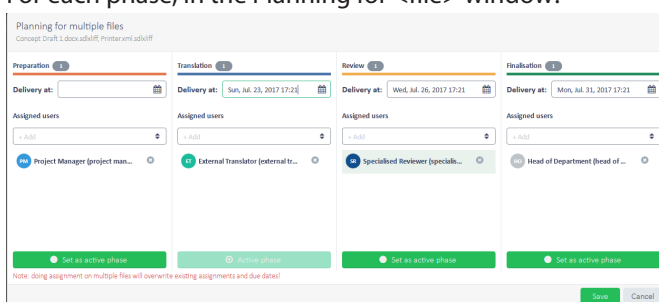 For each phase, in the Planning for <file> window:
Planning for multiple files
Concept Draft 1.docx.sdlxliff, Printer.xml.sdlxliff
Preparation 1
Translation 1
Review 1
Finalisation 1
Delivery at:
Delivery at: Sun, Jul. 23, 2017 17:21
Delivery at: Wed, Jul. 26, 2017 17:21
Delivery at: Mon, Jul. 31, 2017 17:21
Assigned users
Assigned users
Assigned users
Assigned users
+ Add
+ Add
+ Add
+ Add
PM Project Manager (project man...
ET External Translator (external tr...
SR Specialised Reviewer (specialis...
Head of Department (head of ...
Set as active phase
Active phase
Set as active phase
Set as active phase
Note: doing assignment on multiple files will overwrite existing assignments and due dates!
Save Cancel